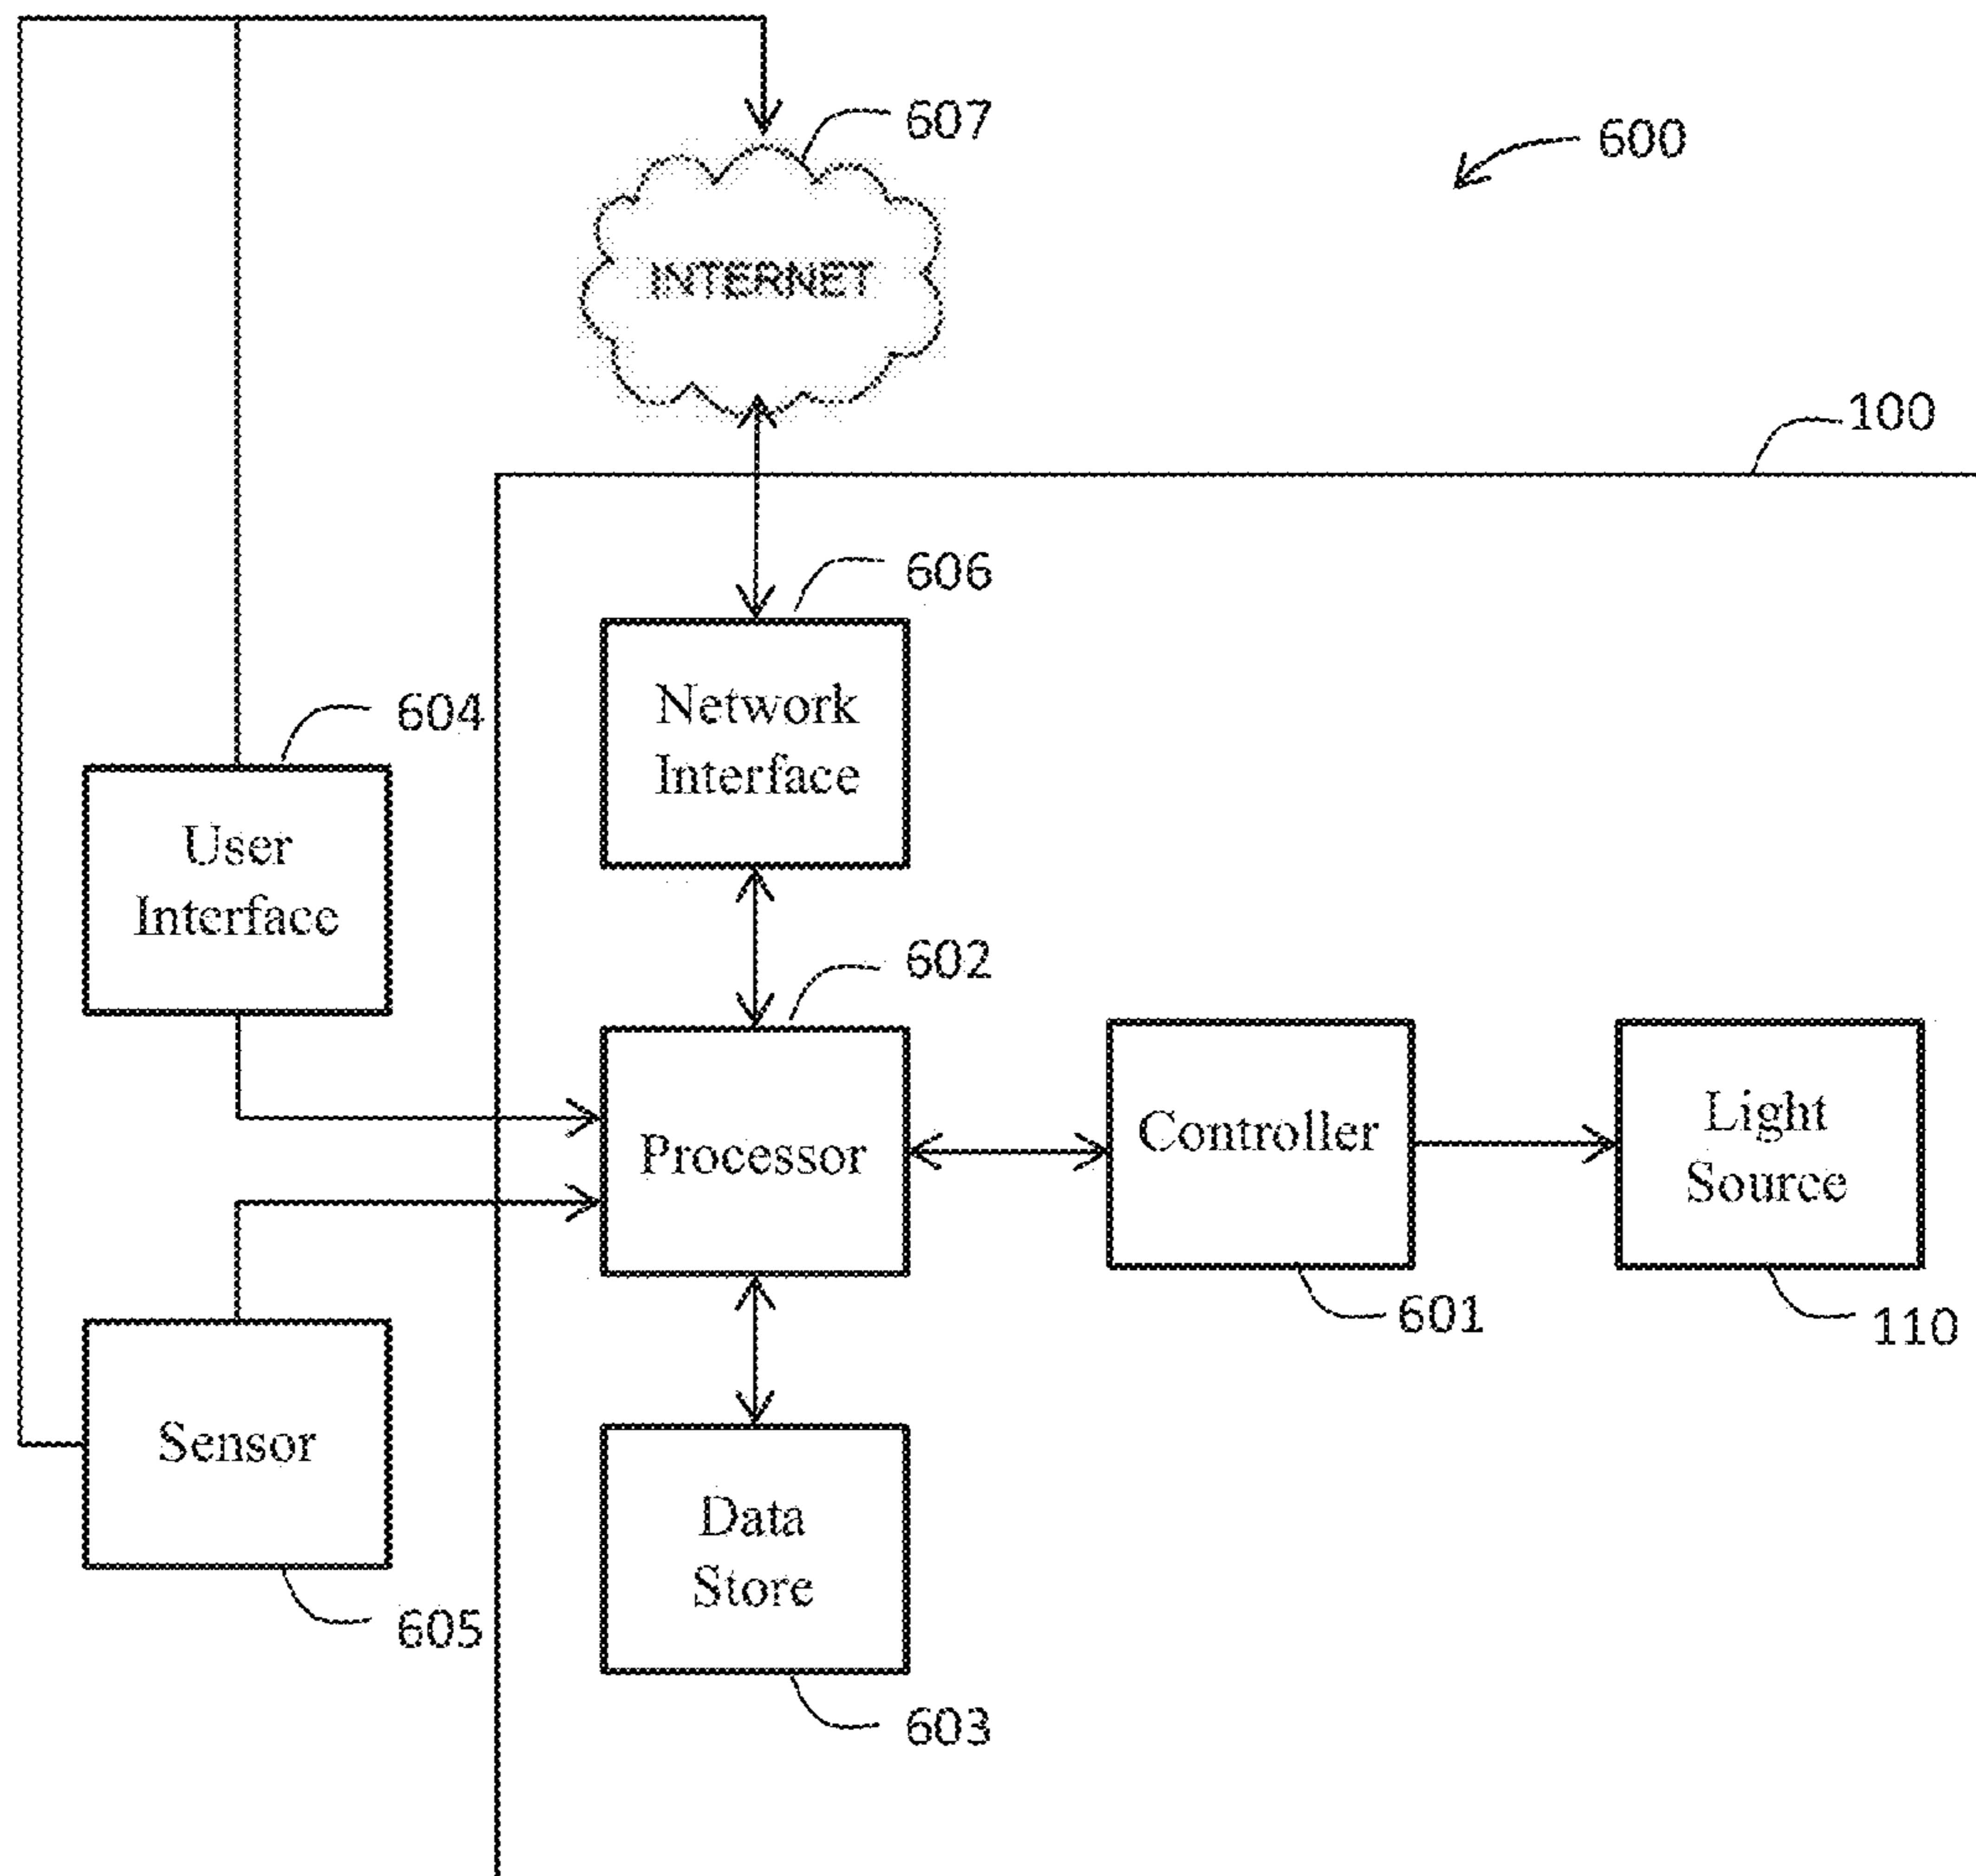 607
600
INTERNET
100
606
Network
Interface
604
User
Interface
602
Processor
Controller
Light
Source
601
110
Sensor
605
Data
Store
603